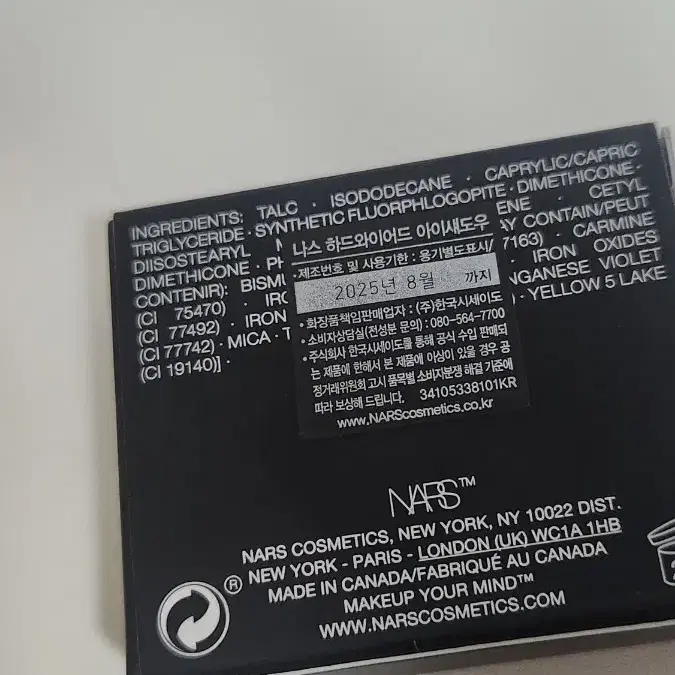 INGREDIENTS: TALC · ISODODECANE · CAPRYLIC/CAPRIC
TRIGLYCERIDE · SYNTHETIC FLUORPHLOGOPITE · DIMETHICONE ·
DIISOSTEARYL ENE · CETYL
DIMETHICONE · PH AY CONTAIN/PEUT
CONTENIR): BISMU 7163) · CARMINE
(CI 75470) · IRO · IRON OXIDES
(CI 77492) · IRON NGANESE VIOLET
(CI 77742) · MICA · T · YELLOW 5 LAKE
(CI 19140)] ·
나스 하드와이어드 아이섀도우
·제조번호 및 사용기한 : 용기별도표시/
2025년 8월 까지
·화장품책임판매업자 : (주)한국시세이도
·소비자상담실(전성분 문의) : 080-564-7700
·주식회사 한국시세이도를 통해 공식 수입 판매되
는 제품에 한해서 본 제품에 이상이 있을 경우 공
정거래위원회 고시 품목별 소비자분쟁 해결 기준에
따라 보상해 드립니다. 34105338101KR
www.NARScosmetics.co.kr
NARS™
NARS COSMETICS, NEW YORK, NY 10022 DIST.
NEW YORK - PARIS - LONDON (UK) WC1A 1HB
MADE IN CANADA/FABRIQUÉ AU CANADA
MAKEUP YOUR MIND™
WWW.NARSCOSMETICS.COM
®